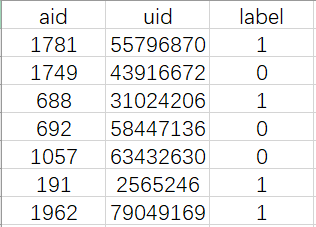 aid uid label
1781 55796870 1
1749 43916672 0
688 31024206 1
692 58447136 0
1057 63432630 0
191 2565246 1
1962 79049169 1